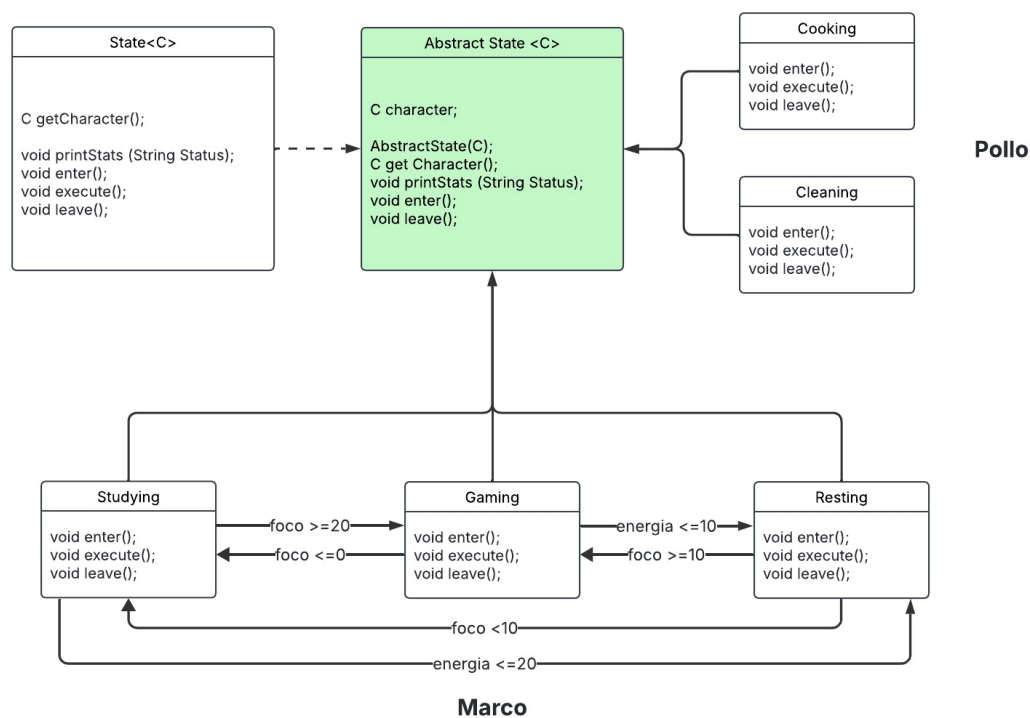 State<C>
C getCharacter();
void printStats (String Status);
void enter();
void execute();
void leave();
Abstract State <C>
C character;
AbstractState(C);
C get Character();
void printStats (String Status);
void enter();
void leave();
Cooking
void enter();
void execute();
void leave();
Cleaning
void enter();
void execute();
void leave();
Pollo
Studying
void enter();
void execute();
void leave();
foco >=20
foco <=0
Gaming
void enter();
void execute();
void leave();
energia <=10
foco >=10
Resting
void enter();
void execute();
void leave();
foco <10
energia <=20
Marco